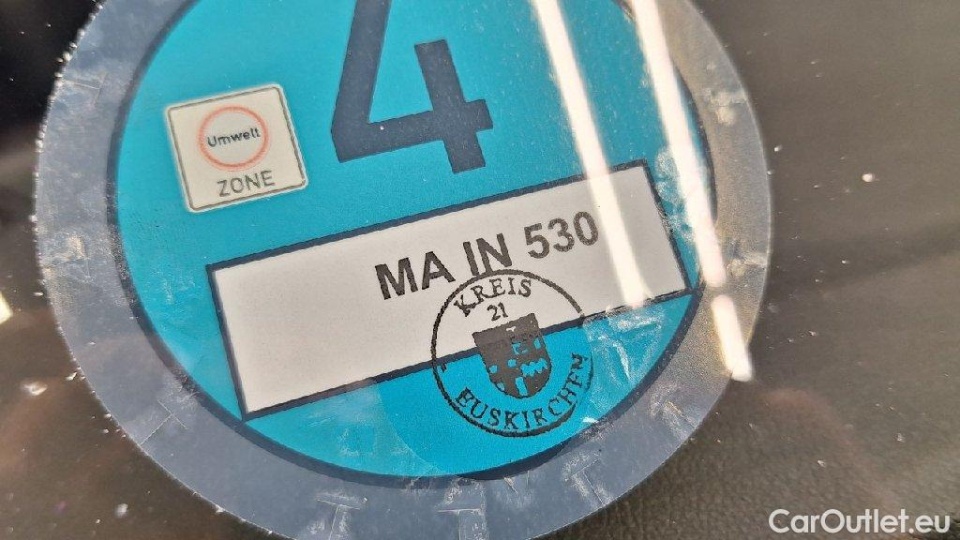 4
Umwelt
ZONE
MA IN 530
KREIS
21
EUSKIRCHEN
CarOutlet.eu